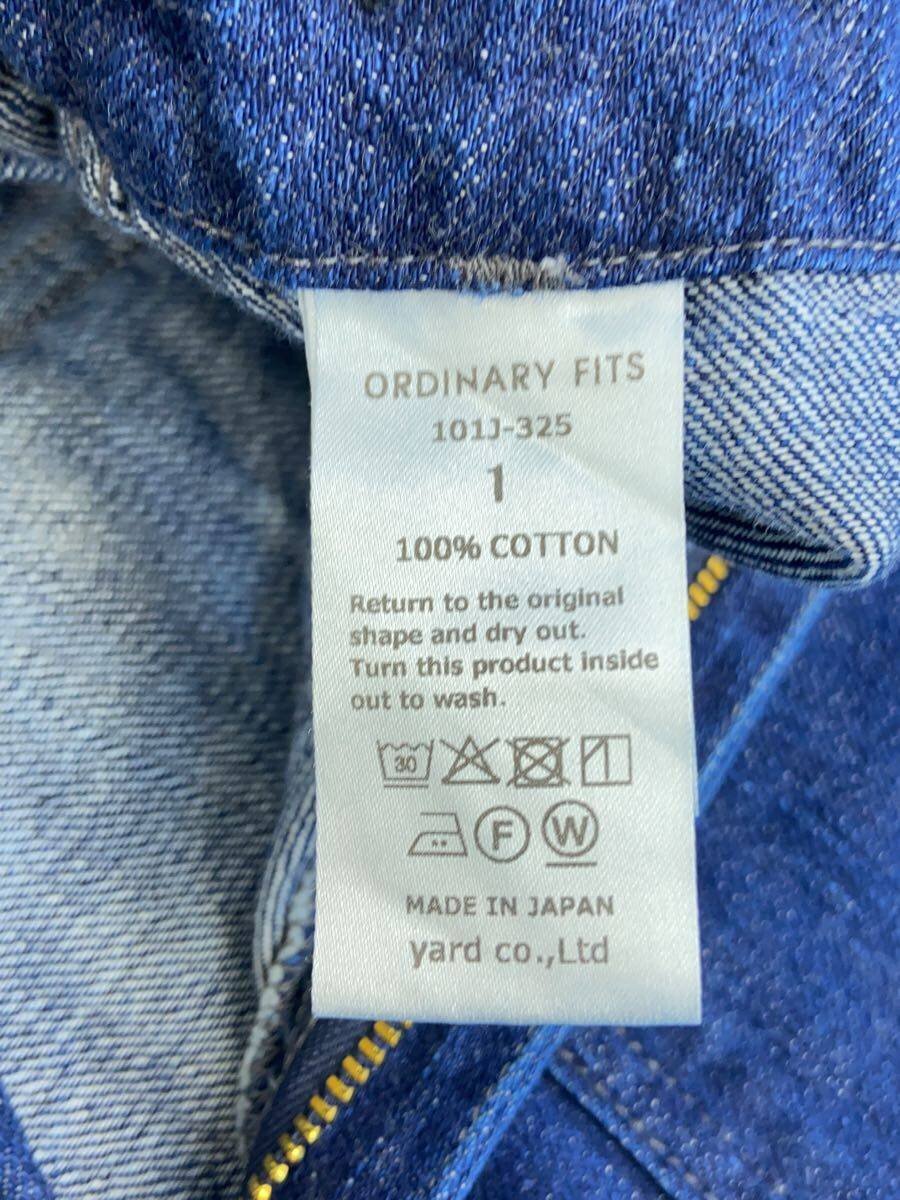 ORDINARY FITS
101J-325
1
100% COTTON
Return to the original
shape and dry out.
Turn this product inside
out to wash.
30
F W
MADE IN JAPAN
yard co.,Ltd